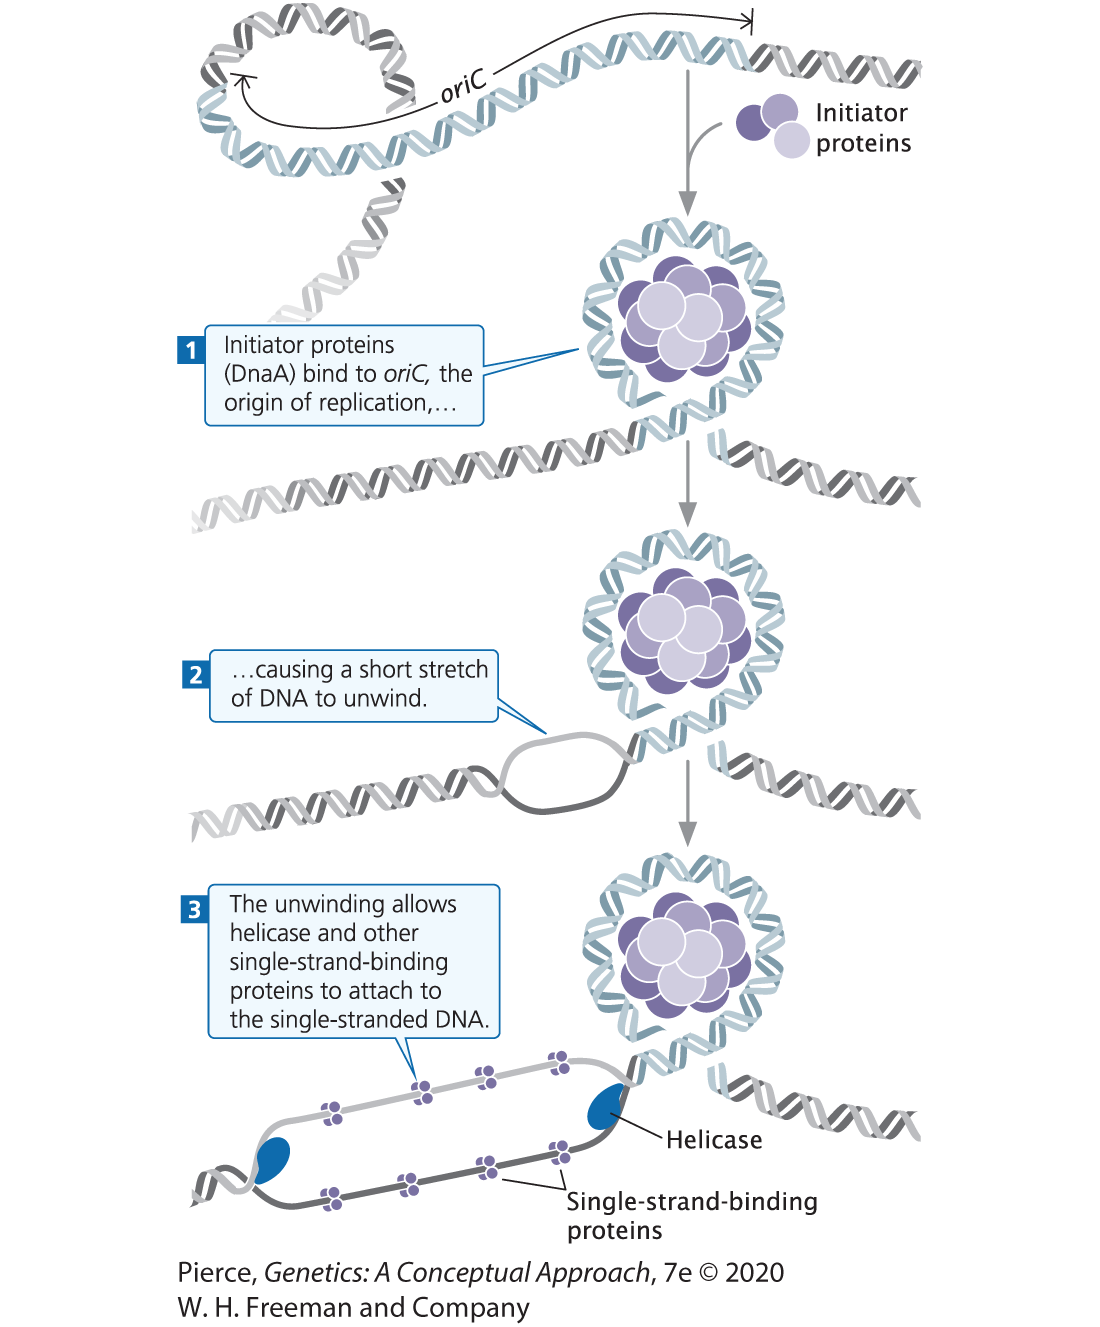 oriC
Initiator
proteins
1
Initiator proteins
(DnaA) bind to oriC, the
origin of replication,…
2
…causing a short stretch
of DNA to unwind.
3
The unwinding allows
helicase and other
single-strand-binding
proteins to attach to
the single-stranded DNA.
Helicase
Single-strand-binding
proteins
Pierce, Genetics: A Conceptual Approach, 7e © 2020
W. H. Freeman and Company